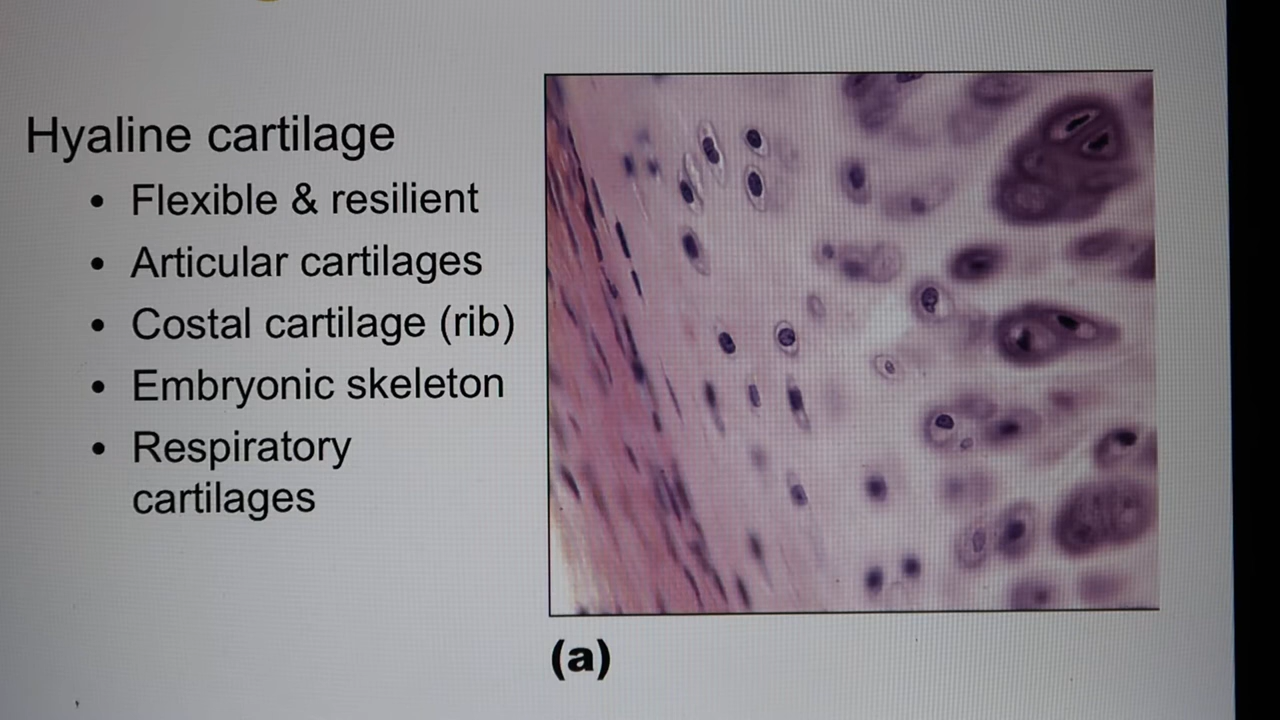 Hyaline cartilage
• Flexible & resilient
• Articular cartilages
• Costal cartilage (rib)
• Embryonic skeleton
• Respiratory
cartilages
(a)